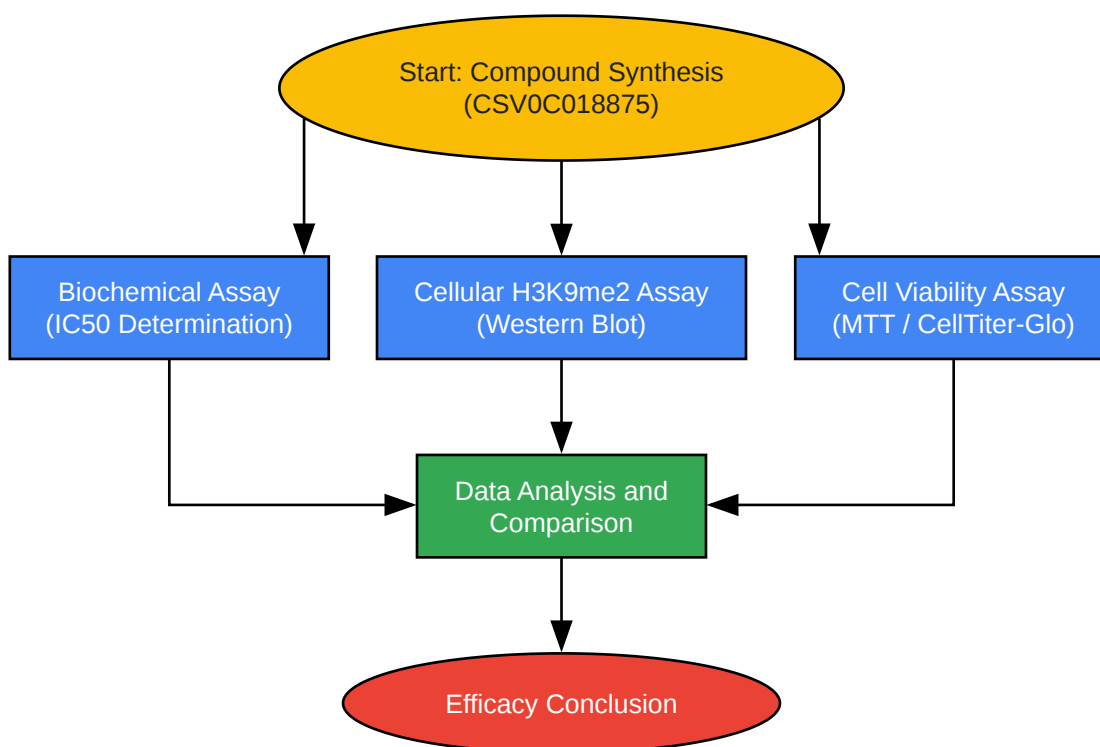 Start: Compound Synthesis
(CSV0C018875)
Biochemical Assay
(IC50 Determination)
Cellular H3K9me2 Assay
(Western Blot)
Cell Viability Assay
(MTT / CellTiter-Glo)
Data Analysis and
Comparison
Efficacy Conclusion